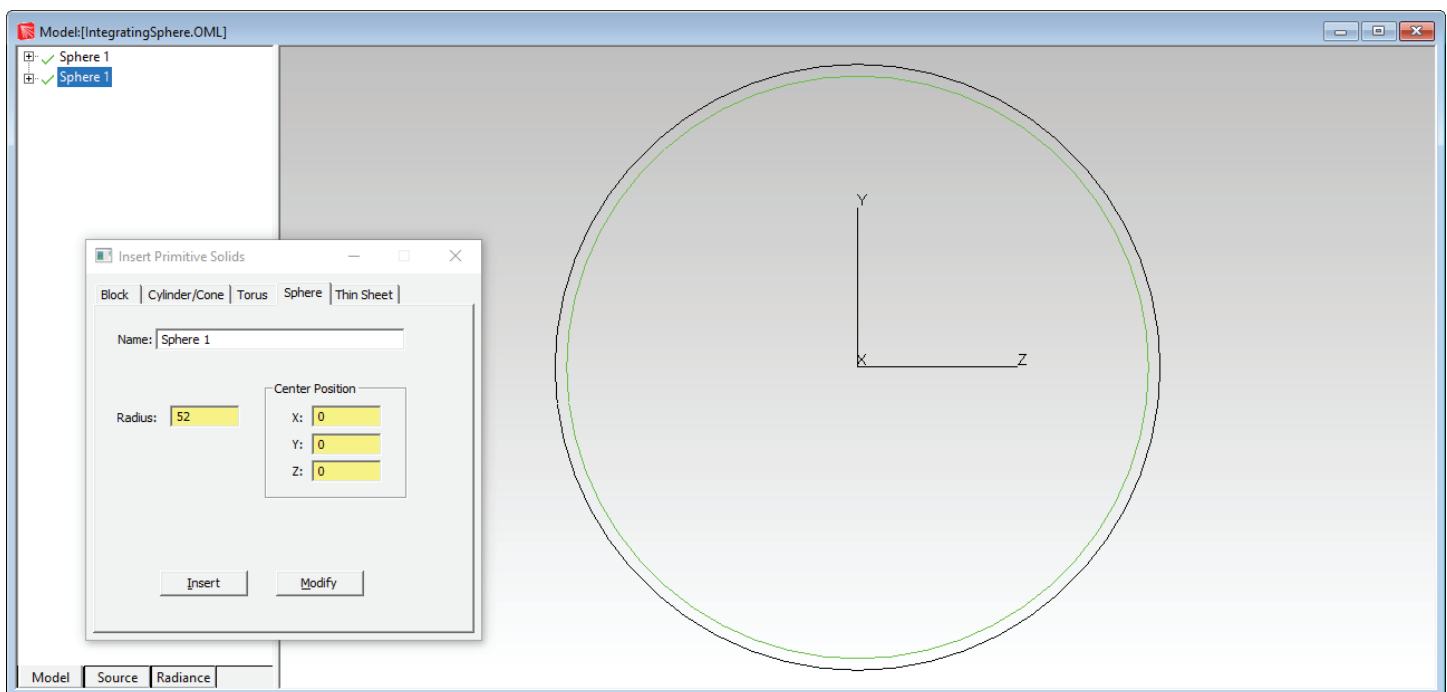 Model:[IntegratingSphere.OML]
Sphere 1
Sphere 1
Insert Primitive Solids
Block Cylinder/Cone Torus Sphere Thin Sheet
Name: Sphere 1
Center Position
Radius: 52 X: 0
Y: 0
Z: 0
Insert Modify
Y
X Z
Model Source Radiance